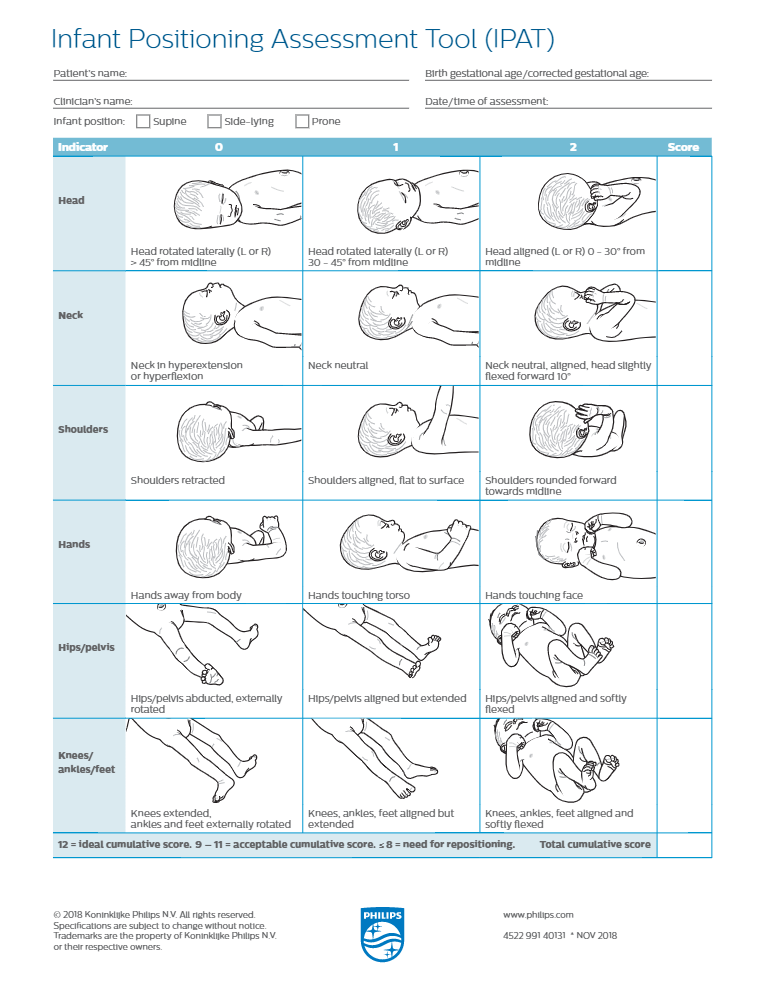 Infant Positioning Assessment Tool (IPAT)
Patient's name:
Birth gestational age/corrected gestational age:
Clinician's name:
Date/time of assessment:
Infant position: Supine Side-lying Prone
Indicator 0 1 2 Score
Head
Head rotated laterally (L or R)
> 45° from midline
Head rotated laterally (L or R)
30 - 45° from midline
Head aligned (L or R) 0 - 30° from
midline
Neck
Neck in hyperextension
or hyperflexion
Neck neutral
Neck neutral, aligned, head slightly
flexed forward 10°
Shoulders
Shoulders retracted
Shoulders aligned, flat to surface
Shoulders rounded forward
towards midline
Hands
Hands away from body
Hands touching torso
Hands touching face
Hips/pelvis
Hips/pelvis abducted, externally
rotated
Hips/pelvis aligned but extended
Hips/pelvis aligned and softly
flexed
Knees/
ankles/feet
Knees extended,
ankles and feet externally rotated
Knees, ankles, feet aligned but
extended
Knees, ankles, feet aligned and
softly flexed
12 = ideal cumulative score. 9 – 11 = acceptable cumulative score. ≤ 8 = need for repositioning. Total cumulative score
© 2018 Koninklijke Philips N.V. All rights reserved.
Specifications are subject to change without notice.
Trademarks are the property of Koninklijke Philips N.V.
or their respective owners.
PHILIPS
www.philips.com
4522 991 40131 * NOV 2018